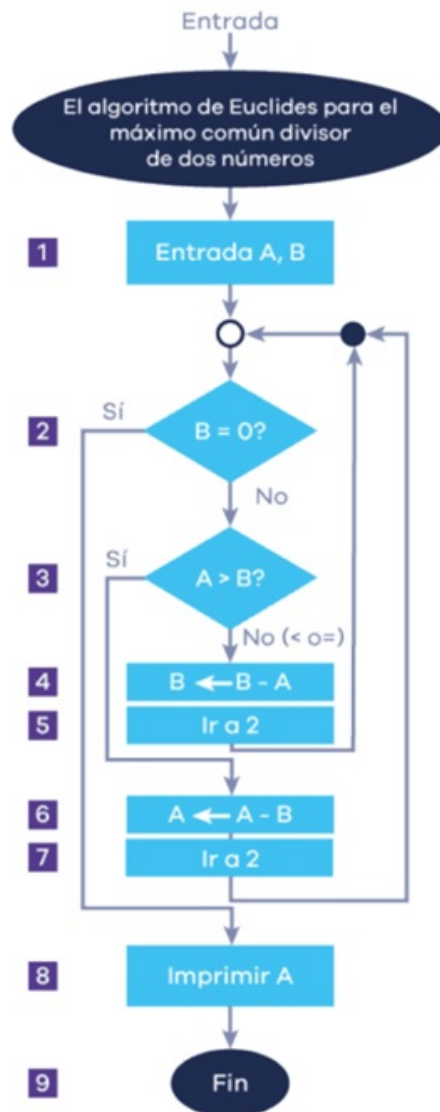 Entrada
El algoritmo de Euclides para el
máximo común divisor
de dos números
1
Entrada A, B
Sí
2
B = 0?
No
Sí
3
A > B?
No (< o=)
4
B ← B - A
5
Ir a 2
6
A ← A - B
7
Ir a 2
8
Imprimir A
9
Fin